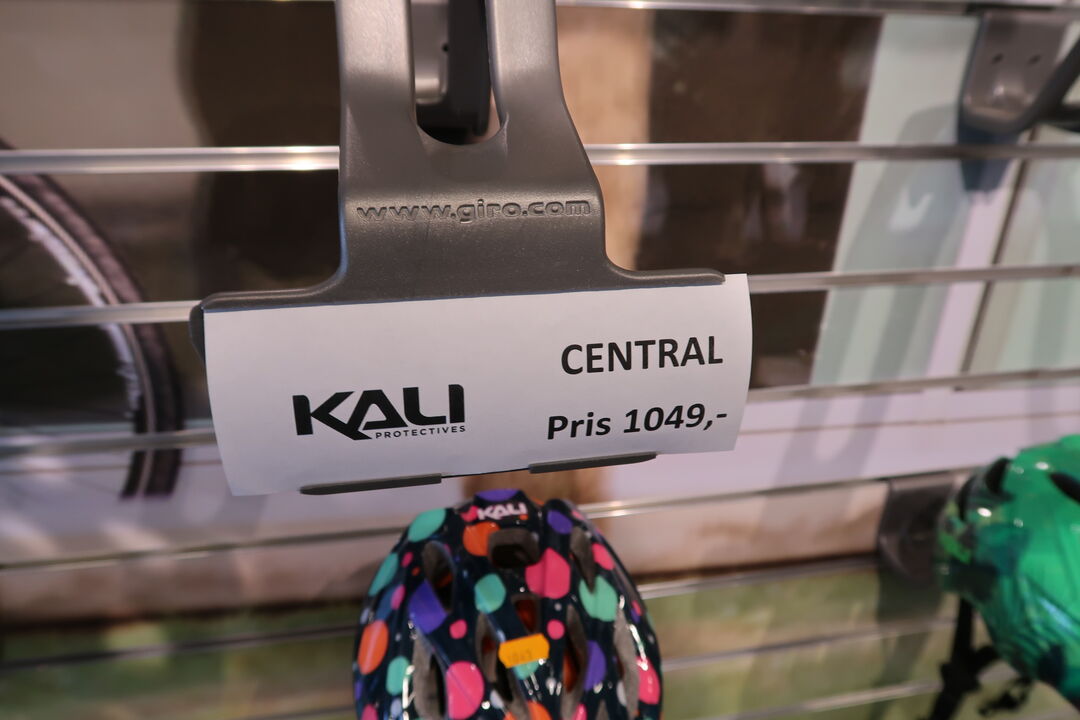 www.giro.com
CENTRAL
KALI
PROTECTIVES
Pris 1049,-
KALI